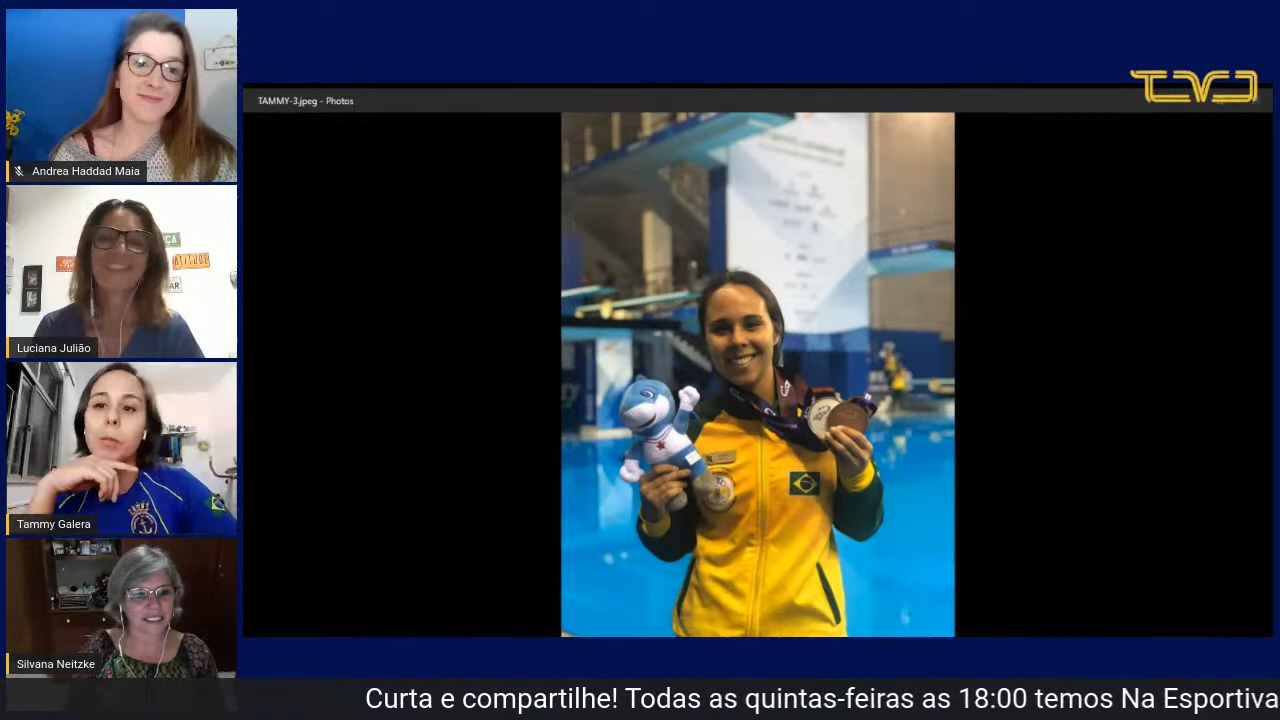 TAMMY-3.jpeg - Photos
TVJ
Andrea Haddad Maia
Luciana Julião
Tammy Galera
Silvana Neitzke
Curta e compartilhe! Todas as quintas-feiras as 18:00 temos Na Esportiva